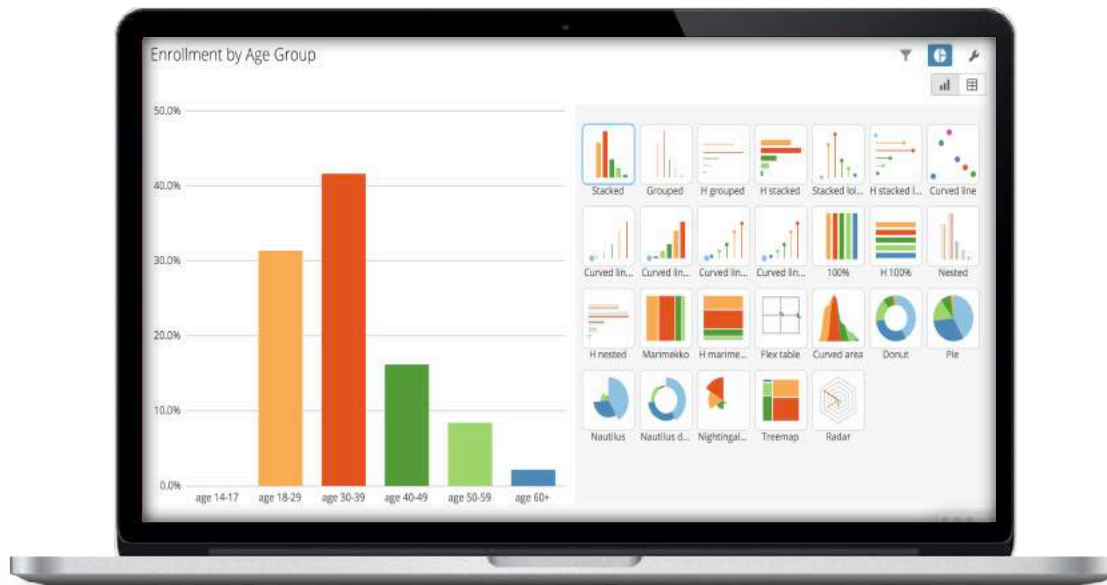 Enrollment by Age Group
50.0%
40.0%
30.0%
20.0%
10.0%
0.0%
age 14-17 age 18-29 age 30-39 age 40-49 age 50-59 age 60+
Stacked Grouped H grouped H stacked Stacked lol... H stacked l... Curved line
Curved lin... Curved lin... Curved lin... Curved lin... 100% H 100% Nested
H nested Marimekko H marime... Flex table Curved area Donut Pie
Nautilus Nautilus d... Nightingal... Treemap Radar